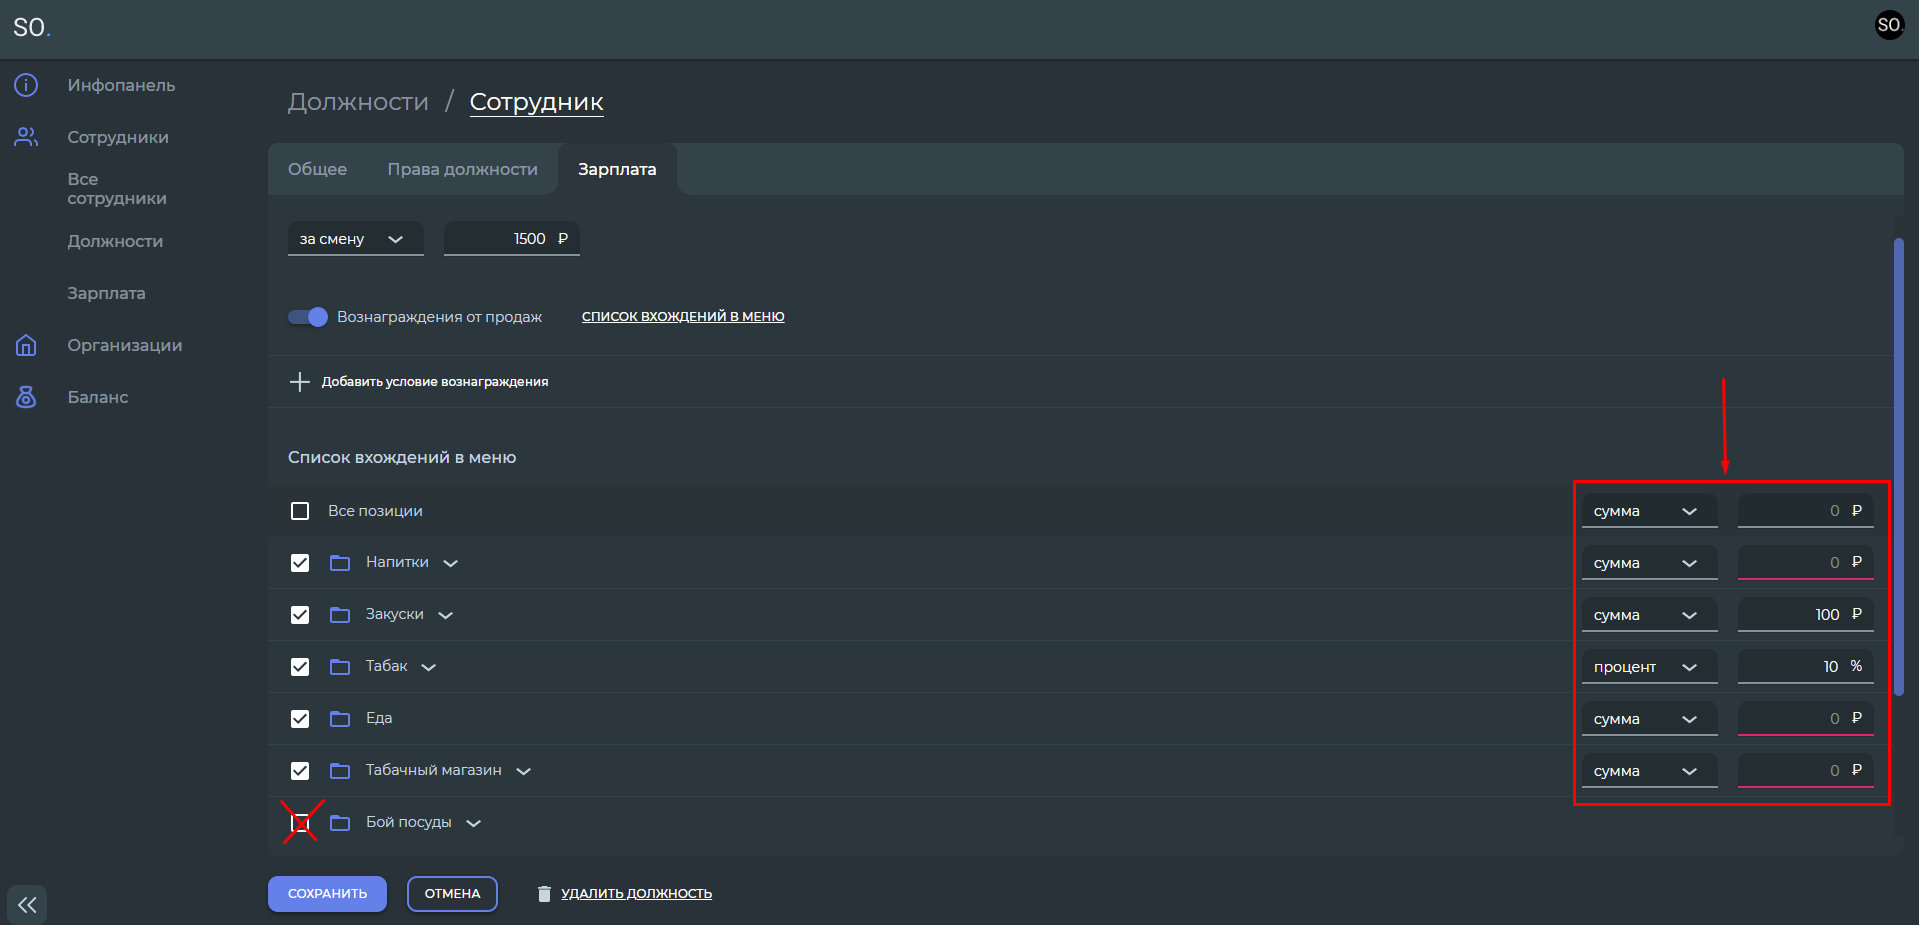 SO.
SO.
Инфопанель
Сотрудники
Все
сотрудники
Должности
Зарплата
Организации
Баланс
Должности / Сотрудник
Общее Права должности Зарплата
за смену 1500 ₽
Вознаграждения от продаж СПИСОК ВХОЖДЕНИЙ В МЕНЮ
Добавить условие вознаграждения
Список вхождений в меню
Все позиции сумма 0 ₽
Напитки сумма 0 ₽
Закуски сумма 100 ₽
Табак процент 10 %
Еда сумма 0 ₽
Табачный магазин сумма 0 ₽
Бой посуды
СОХРАНИТЬ ОТМЕНА УДАЛИТЬ ДОЛЖНОСТЬ